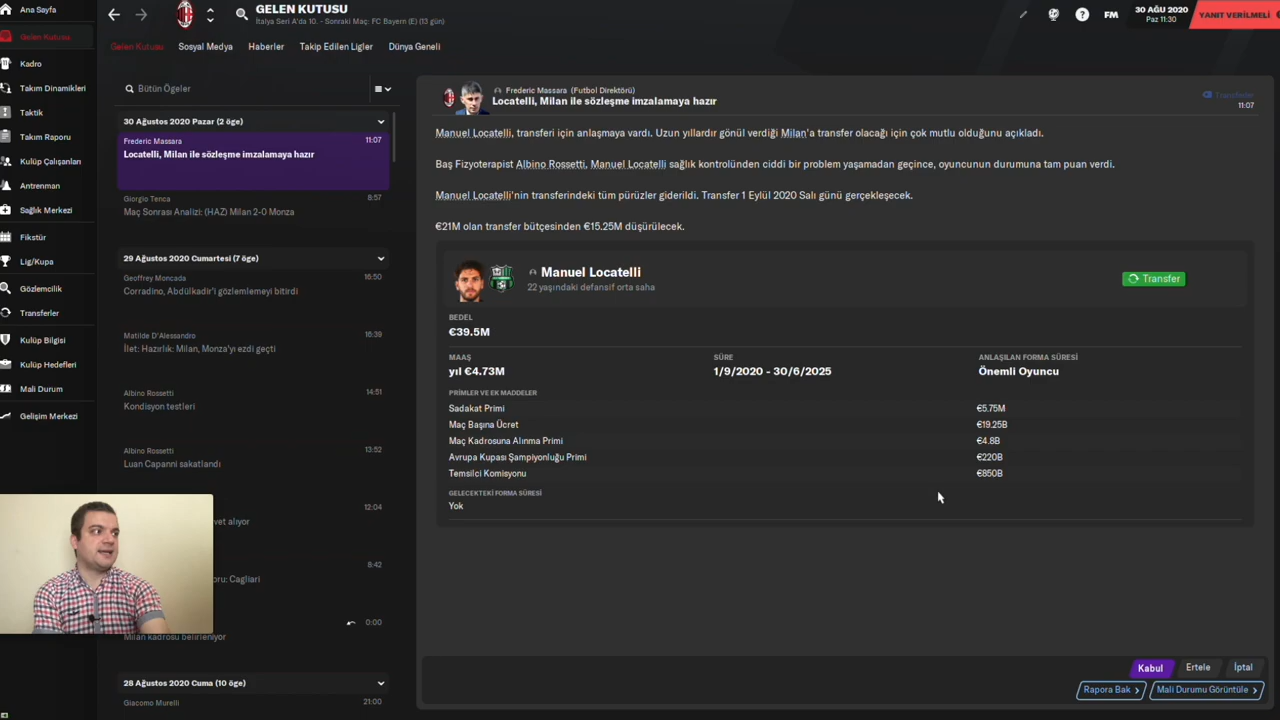 Ana Sayfa
Gelen Kutusu
Kadro
Takım Dinamikleri
Taktik
Takım Raporu
Kulüp Çalışanları
Antrenman
Sağlık Merkezi
Fikstür
Lig/Kupa
Gözlemcilik
Transferler
Kulüp Bilgisi
Kulüp Hedefleri
Mali Durum
Gelişim Merkezi
GELEN KUTUSU
İtalya Seri A'da 10. - Sonraki Maç: FC Bayern (E) (13 gün)
FM
30 AĞU 2020
Paz 11:30
YANIT VERİLMELİ
Gelen Kutusu
Sosyal Medya
Haberler
Takip Edilen Ligler
Dünya Geneli
Bütün Ögeler
30 Ağustos 2020 Pazar (2 öge)
Frederic Massara 11:07
Locatelli, Milan ile sözleşme imzalamaya hazır
Giorgio Tenca 8:57
Maç Sonrası Analizi: (HAZ) Milan 2-0 Monza
29 Ağustos 2020 Cumartesi (7 öge)
Geoffrey Moncada 16:50
Corradino, Abdülkadir'i gözlemlemeyi bitirdi
Matilde D'Alessandro 16:39
İlet: Hazırlık: Milan, Monza'yı ezdi geçti
Albino Rossetti 14:51
Kondisyon testleri
Albino Rossetti 13:52
Luan Capanni sakatlandı
12:04
vet alıyor
8:42
oru: Cagliari
0:00
Milan kadrosu belirleniyor
28 Ağustos 2020 Cuma (10 öge)
Giacomo Murelli 21:00
Frederic Massara (Futbol Direktörü)
Locatelli, Milan ile sözleşme imzalamaya hazır
Transferler
11:07
Manuel Locatelli, transferi için anlaşmaya vardı. Uzun yıllardır gönül verdiği Milan'a transfer olacağı için çok mutlu olduğunu açıkladı.
Baş Fizyoterapist Albino Rossetti, Manuel Locatelli sağlık kontrolünden ciddi bir problem yaşamadan geçince, oyuncunun durumuna tam puan verdi.
Manuel Locatelli'nin transferindeki tüm pürüzler giderildi. Transfer 1 Eylül 2020 Salı günü gerçekleşecek.
€21M olan transfer bütçesinden €15.25M düşürülecek.
Manuel Locatelli
22 yaşındaki defansif orta saha
Transfer
BEDEL
€39.5M
MAAŞ SÜRE ANLAŞILAN FORMA SÜRESİ
yıl €4.73M 1/9/2020 - 30/6/2025 Önemli Oyuncu
PRİMLER VE EK MADDELER
Sadakat Primi €5.75M
Maç Başına Ücret €19.25B
Maç Kadrosuna Alınma Primi €4.8B
Avrupa Kupası Şampiyonluğu Primi €220B
Temsilci Komisyonu €850B
GELECEKTEKİ FORMA SÜRESİ
Yok
Kabul
Ertele
İptal
Rapora Bak
Mali Durumu Görüntüle